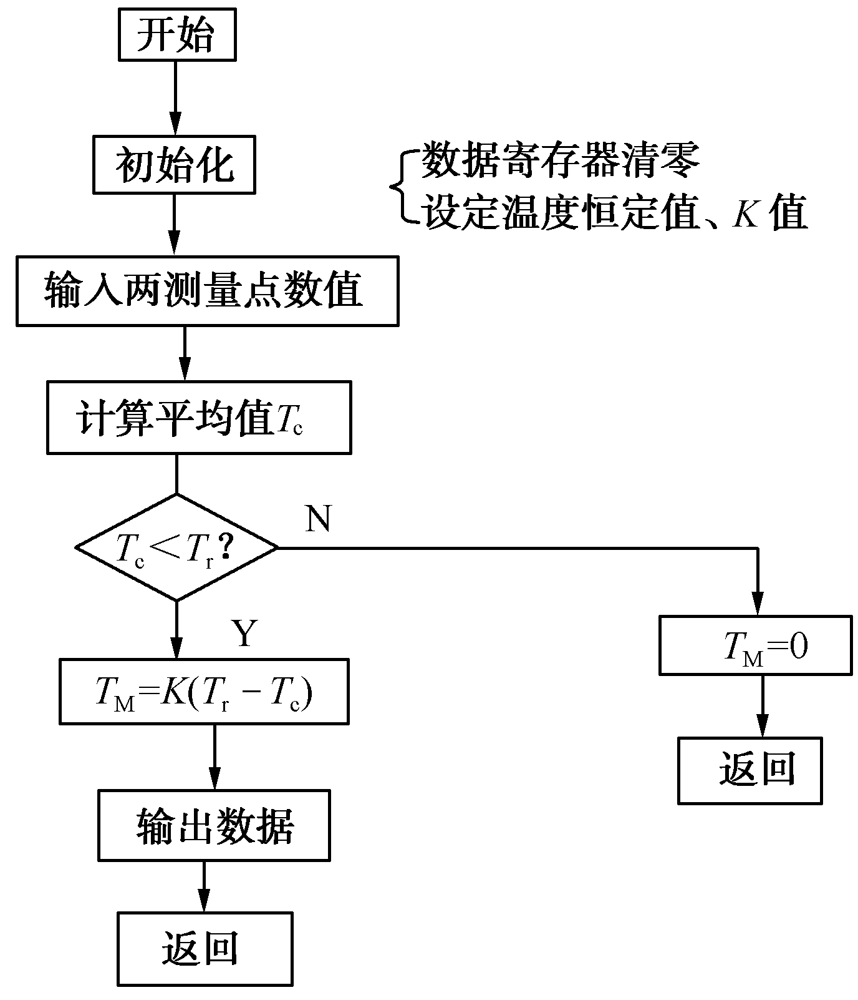 开始
初始化
数据寄存器清零
设定温度恒定值、K 值
输入两测量点数值
计算平均值Tc
Tc＜Tr？
N
Y
TM=0
TM=K(Tr－Tc)
返回
输出数据
返回